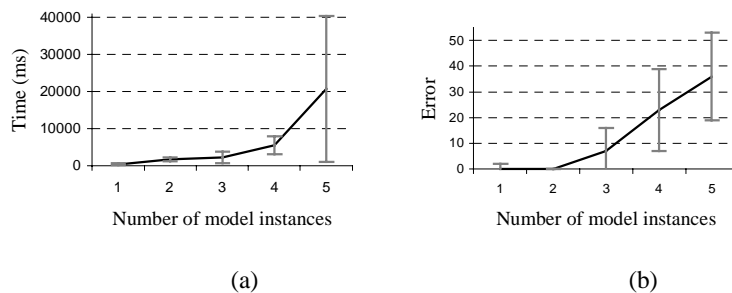 40000
30000
20000
10000
0
Time (ms)
1 2 3 4 5
Number of model instances
(a)
50
40
30
20
10
0
Error
1 2 3 4 5
Number of model instances
(b)